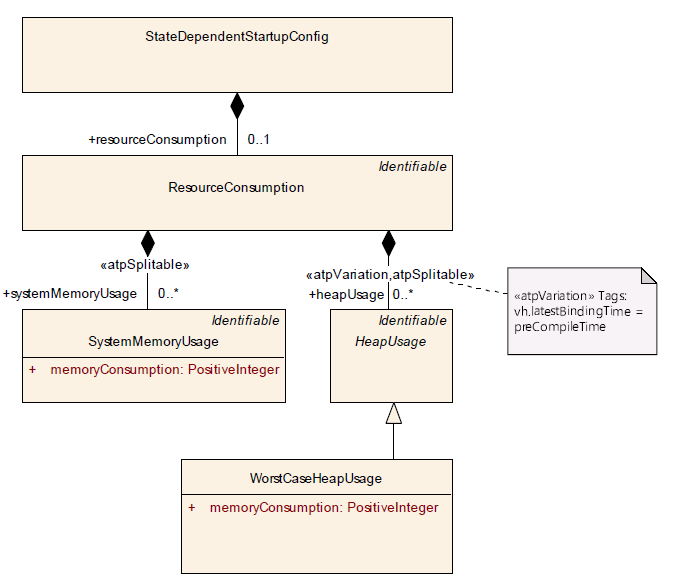 StateDependentStartupConfig
+resourceConsumption 0..1
Identifiable
ResourceConsumption
«atpSplitable»
+systemMemoryUsage 0..*
«atpVariation,atpSplitable»
+heapUsage 0..*
«atpVariation» Tags:
vh.latestBindingTime =
preCompileTime
Identifiable
SystemMemoryUsage
+ memoryConsumption: PositiveInteger
Identifiable
HeapUsage
WorstCaseHeapUsage
+ memoryConsumption: PositiveInteger